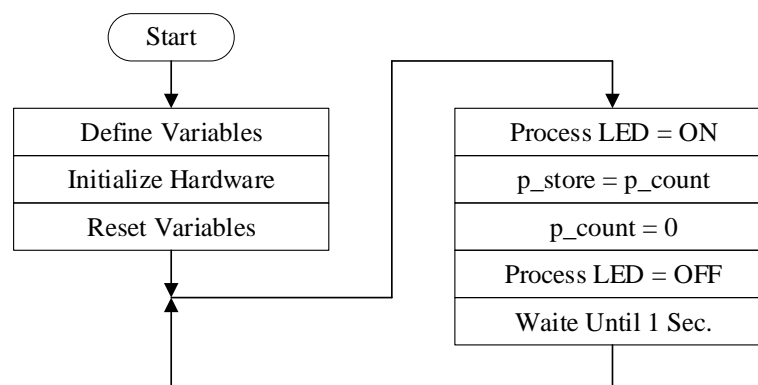 Start
Define Variables
Initialize Hardware
Reset Variables
Process LED = ON
p_store = p_count
p_count = 0
Process LED = OFF
Waite Until 1 Sec.